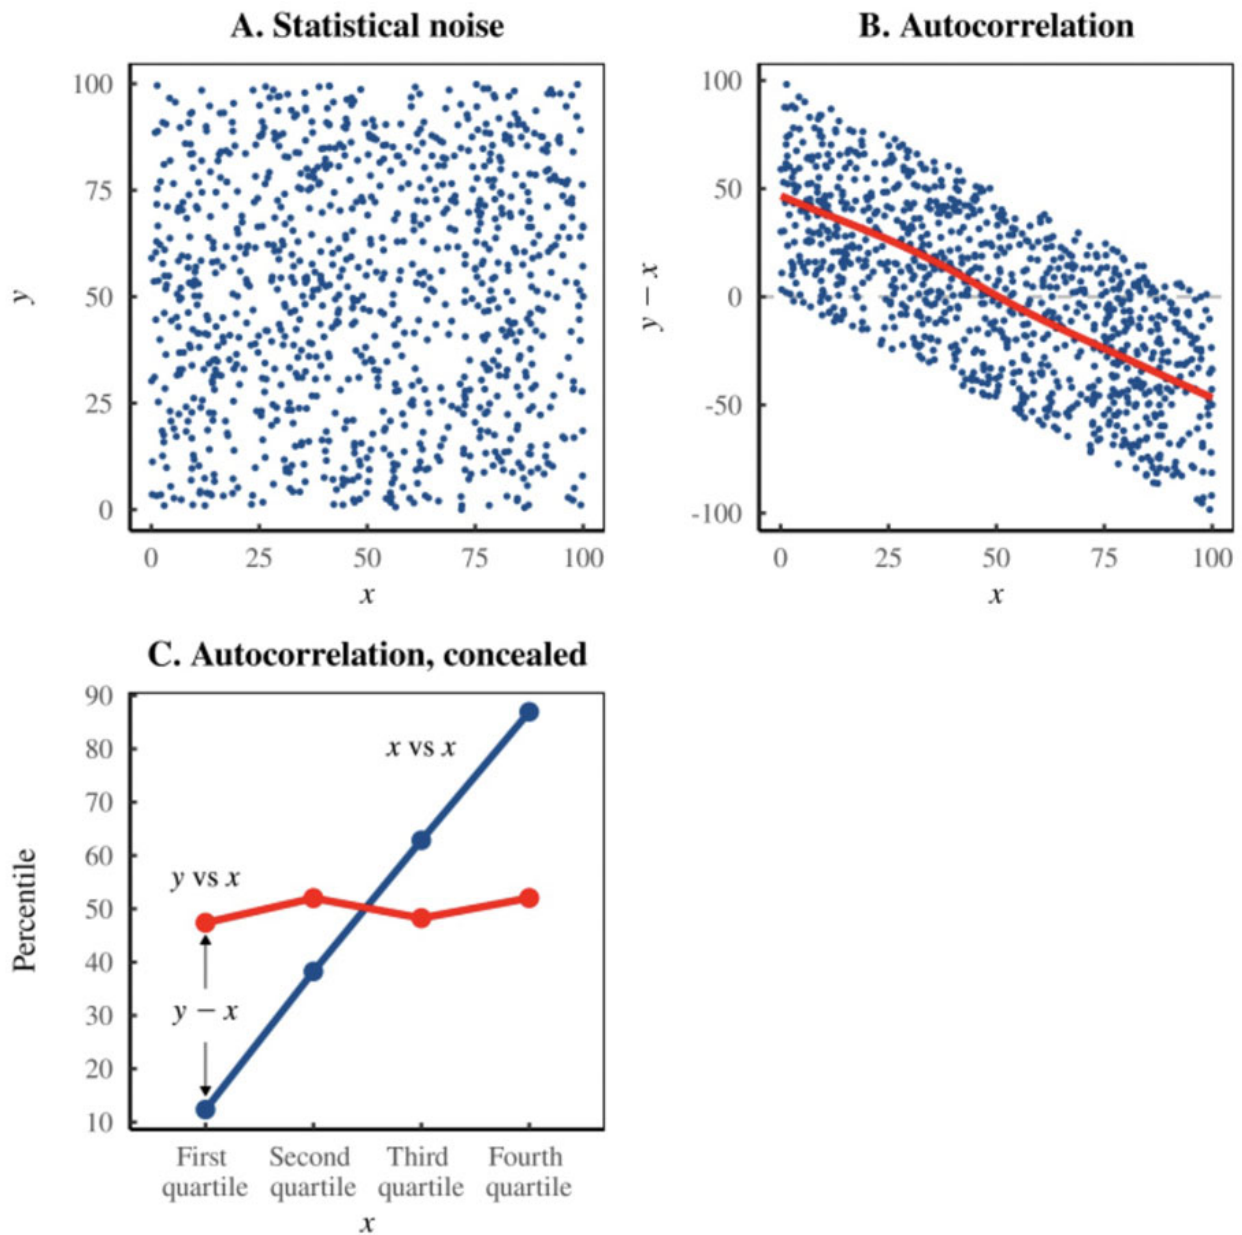 A. Statistical noise
100
75
50
25
0
y
0 25 50 75 100
x
B. Autocorrelation
100
50
0
-50
-100
y − x
0 25 50 75 100
x
C. Autocorrelation, concealed
90
80
70
60
50
40
30
20
10
Percentile
x vs x
y vs x
y − x
First quartile
Second quartile
Third quartile
Fourth quartile
x